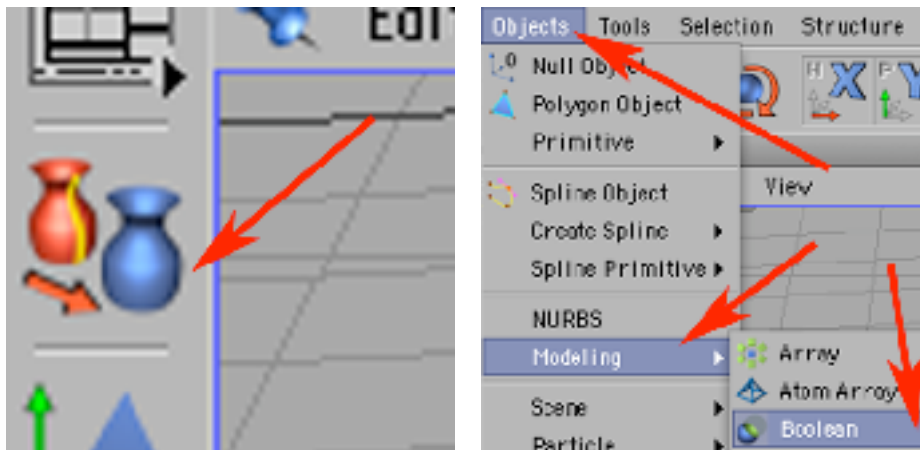 Edi
Objects Tools Selection Structure
Null Object
Polygon Object
Primitive
View
Spline Object
Create Spline
Spline Primitive
NURBS
Modeling
Array
Atom Array
Scene
Boolean
Particle